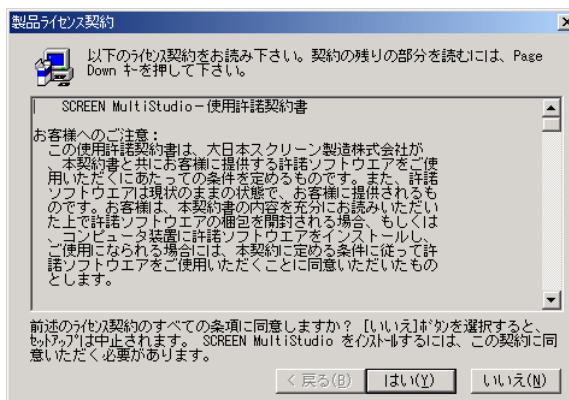 製品ライセンス契約
以下のライセンス契約をお読み下さい。契約の残りの部分を読むには、Page
Down キーを押して下さい。
SCREEN MultiStudio－使用許諾契約書
お客様へのご注意：
この使用許諾契約書は、大日本スクリーン製造株式会社が
、本契約書と共にお客様に提供する許諾ソフトウエアをご使
用いただくにあたっての条件を定めるものです。また、許諾
ソフトウエアは現状のままの状態で、お客様に提供されるも
のです。お客様は、本契約書の内容を充分にお読みいただい
た上で許諾ソフトウエアの梱包を開封される場合、もしくは
、コンピュータ装置に許諾ソフトウエアをインストールし、
ご使用になられる場合には、本契約に定める条件に従って許
諾ソフトウエアをご使用いただくことに同意いただいたもの
とします。
前述のライセンス契約のすべての条項に同意しますか？ [いいえ]ボタンを選択すると、
セットアップは中止されます。 SCREEN MultiStudio をインストールするには、この契約に同
意いただく必要があります。
< 戻る(B)
はい(Y)
いいえ(N)